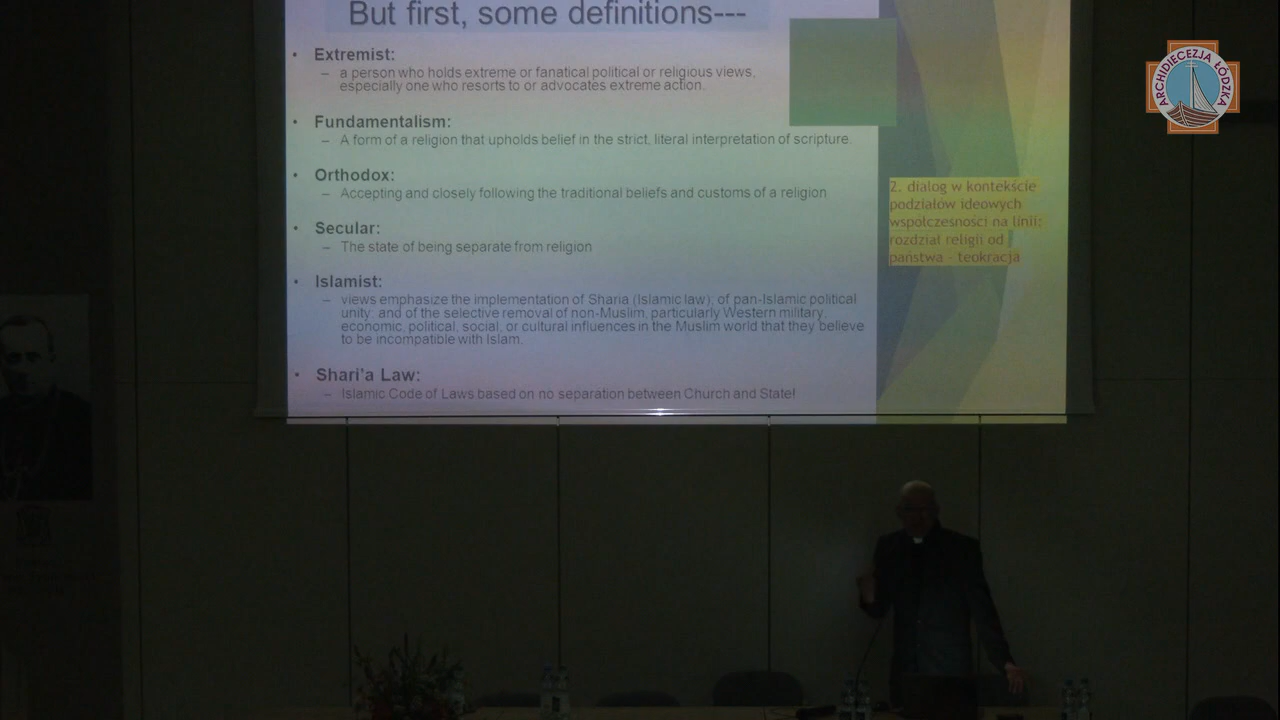 But first, some definitions---
• Extremist:
– a person who holds extreme or fanatical political or religious views,
especially one who resorts to or advocates extreme action.
• Fundamentalism:
– A form of a religion that upholds belief in the strict, literal interpretation of scripture.
• Orthodox:
– Accepting and closely following the traditional beliefs and customs of a religion
• Secular:
– The state of being separate from religion
• Islamist:
– views emphasize the implementation of Sharia (Islamic law); of pan-Islamic political
unity; and of the selective removal of non-Muslim, particularly Western military,
economic, political, social, or cultural influences in the Muslim world that they believe
to be incompatible with Islam.
• Shari'a Law:
– Islamic Code of Laws based on no separation between Church and State!
2. dialog w kontekście
podziałów ideowych
współczesności na linii:
rozdział religii od
państwa - teokracja
ARCHIDIECEZJA ŁÓDZKA